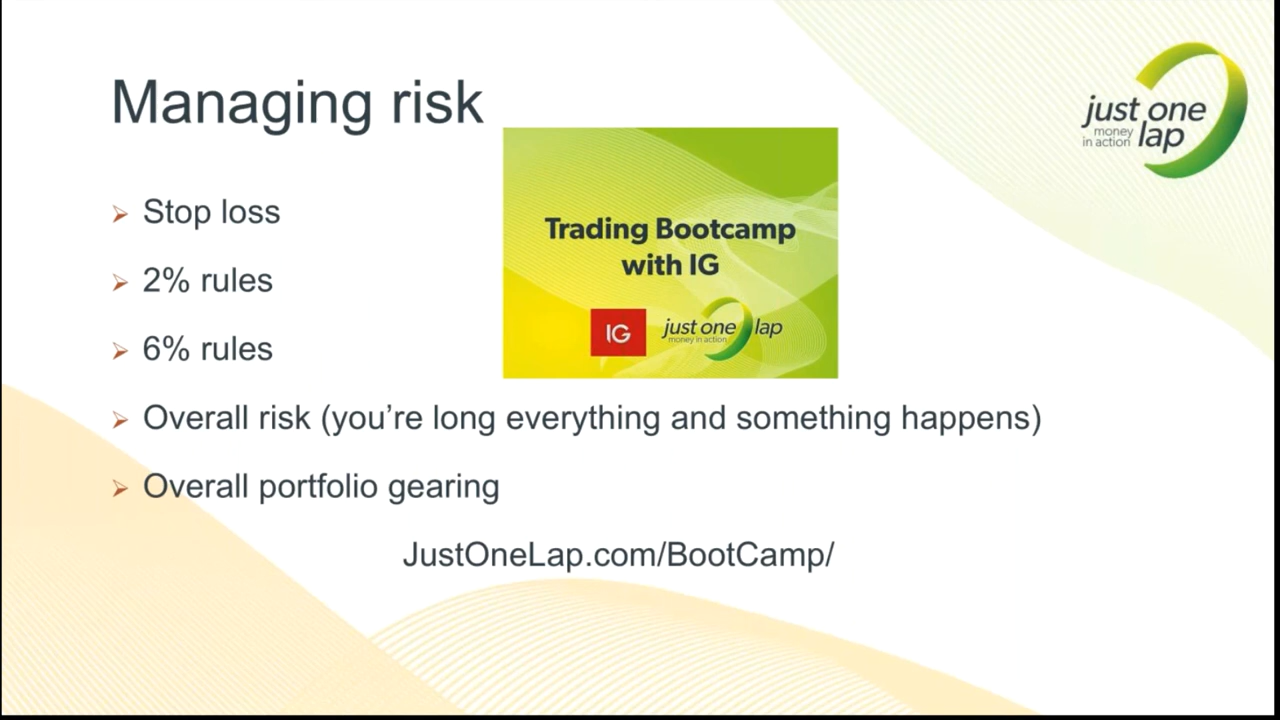 Managing risk
just one
money
in action lap
Trading Bootcamp
with IG
IG
just one lap
money in action
➢ Stop loss
➢ 2% rules
➢ 6% rules
➢ Overall risk (you’re long everything and something happens)
➢ Overall portfolio gearing
JustOneLap.com/BootCamp/